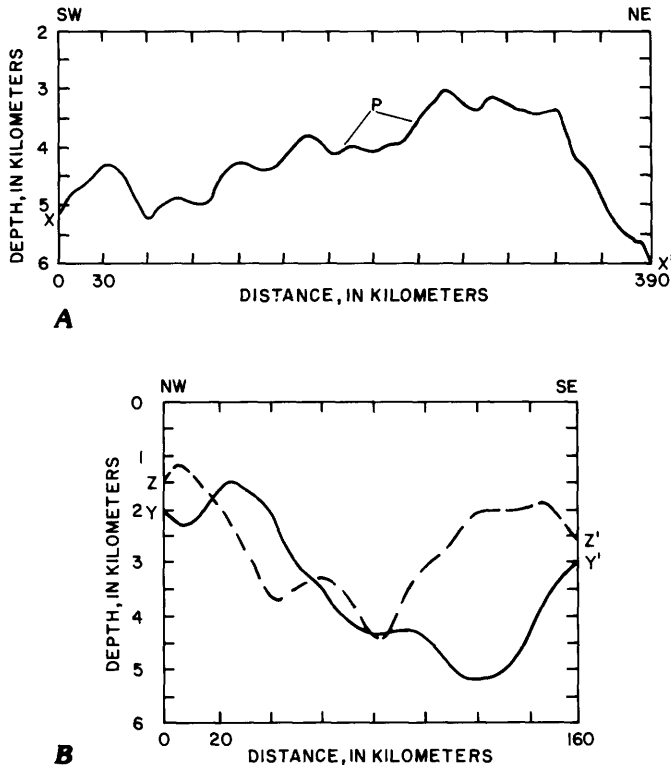 SW NE
2
3
P
4
5
X
6
X'
0 30 390
DEPTH, IN KILOMETERS
DISTANCE, IN KILOMETERS
A
NW SE
0
1
Z
2
Y
3
Z'
Y'
4
5
6
0 20 160
DEPTH, IN KILOMETERS
DISTANCE, IN KILOMETERS
B